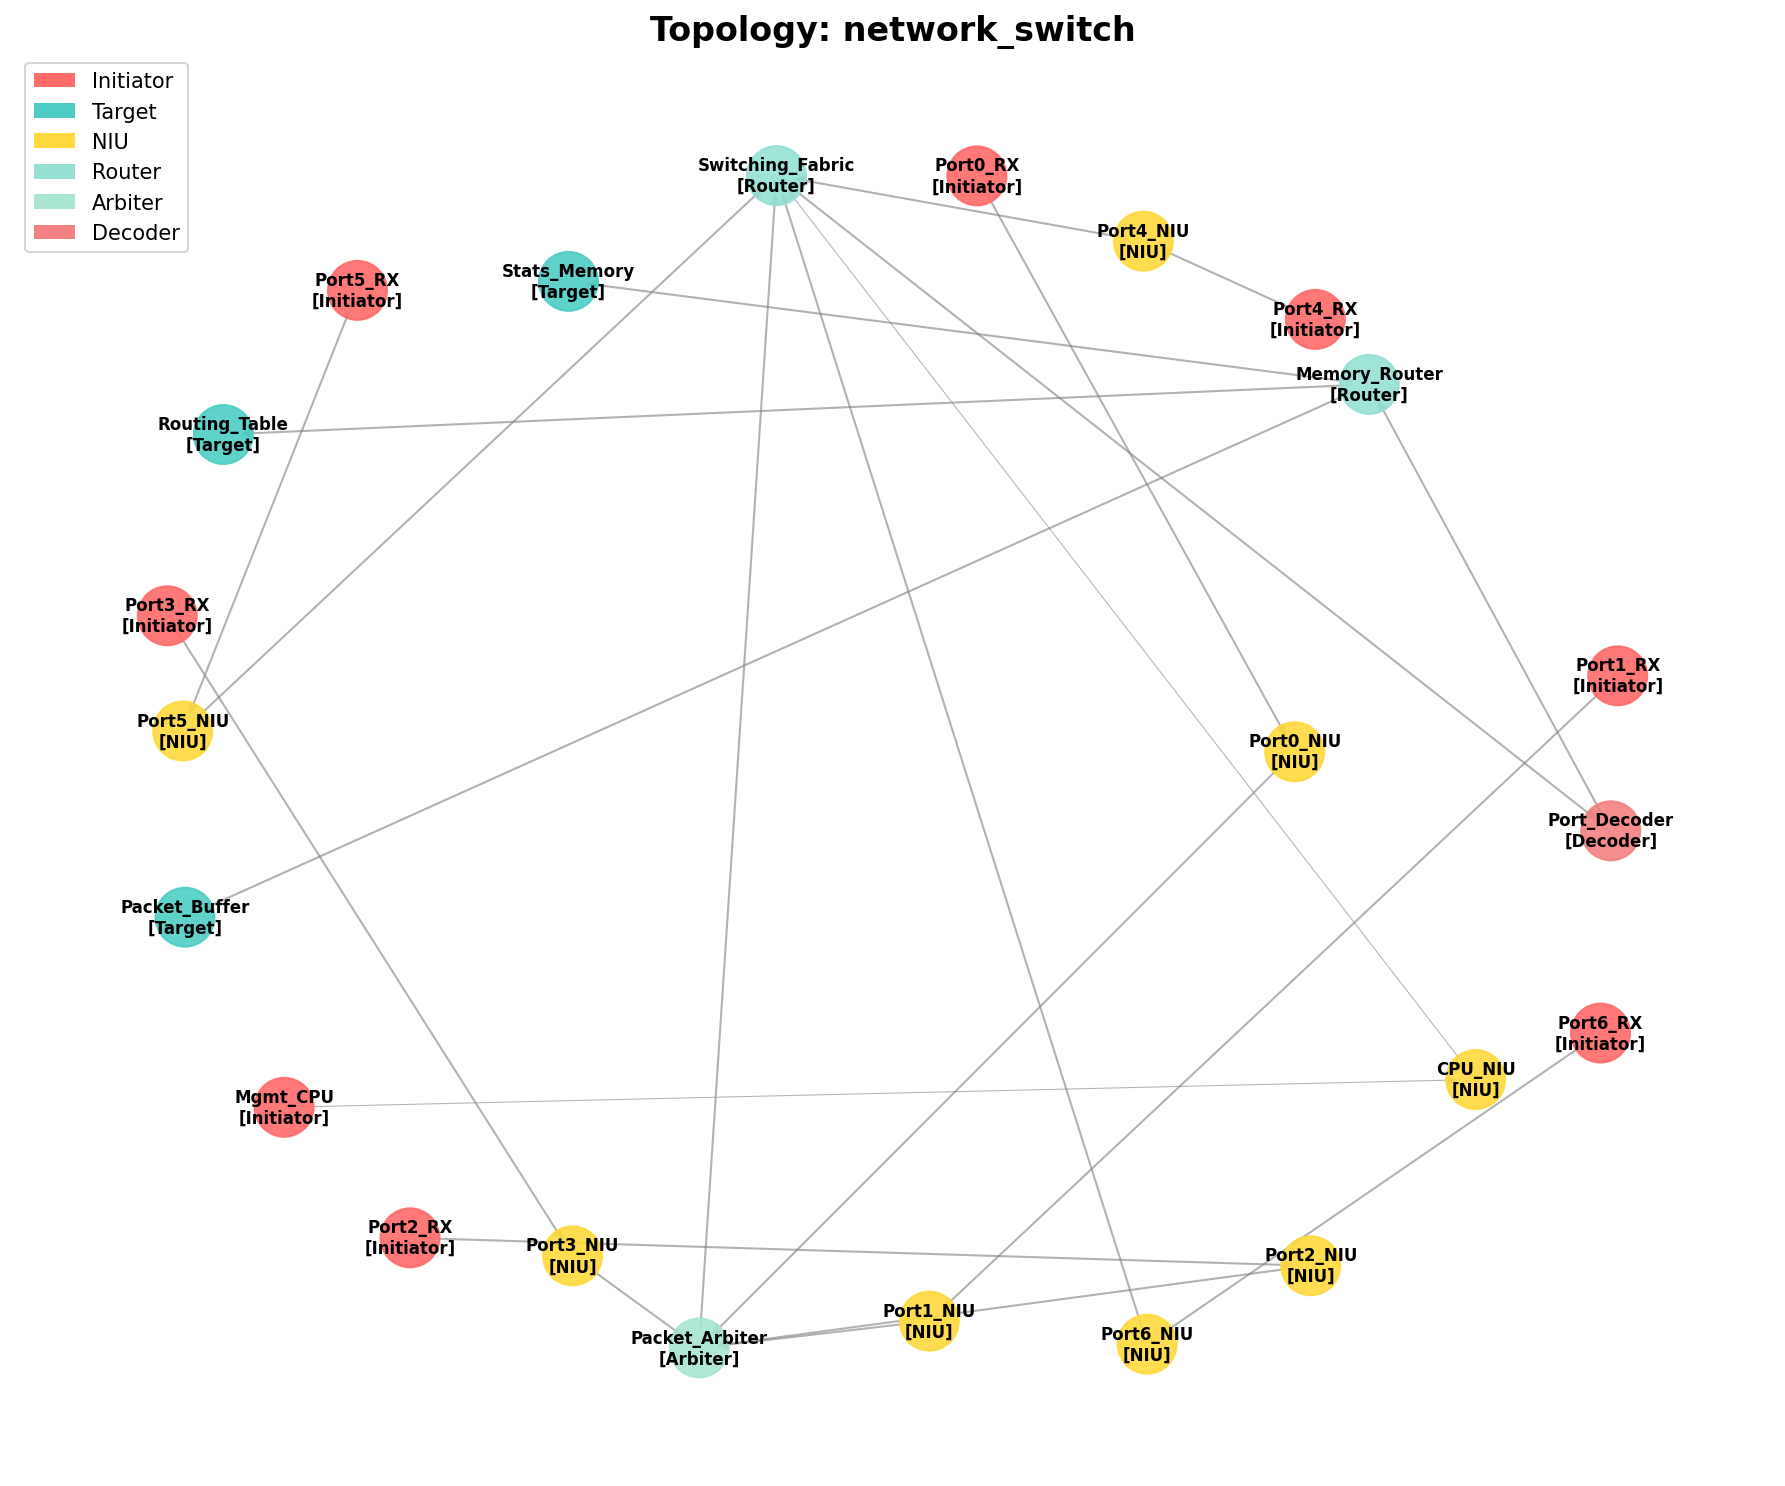 Topology: network_switch
Initiator
Target
NIU
Router
Arbiter
Decoder
Switching_Fabric
[Router]
Port0_RX
[Initiator]
Port4_NIU
[NIU]
Stats_Memory
[Target]
Port5_RX
[Initiator]
Port4_RX
[Initiator]
Memory_Router
[Router]
Routing_Table
[Target]
Port3_RX
[Initiator]
Port1_RX
[Initiator]
Port5_NIU
[NIU]
Port0_NIU
[NIU]
Port_Decoder
[Decoder]
Packet_Buffer
[Target]
Port6_RX
[Initiator]
CPU_NIU
[NIU]
Mgmt_CPU
[Initiator]
Port2_RX
[Initiator]
Port3_NIU
[NIU]
Port2_NIU
[NIU]
Port1_NIU
[NIU]
Port6_NIU
[NIU]
Packet_Arbiter
[Arbiter]